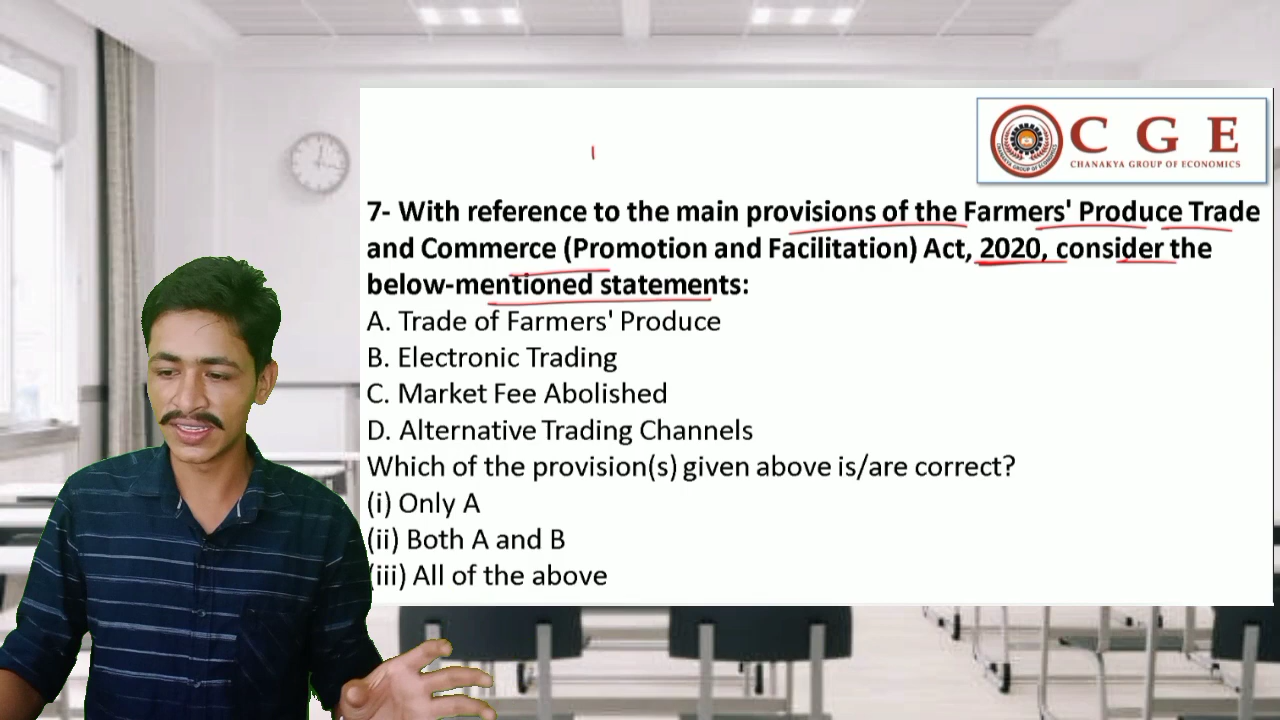 C G E
CHANAKYA GROUP OF ECONOMICS
7- With reference to the main provisions of the Farmers' Produce Trade
and Commerce (Promotion and Facilitation) Act, 2020, consider the
below-mentioned statements:
A. Trade of Farmers' Produce
B. Electronic Trading
C. Market Fee Abolished
D. Alternative Trading Channels
Which of the provision(s) given above is/are correct?
(i) Only A
(ii) Both A and B
(iii) All of the above